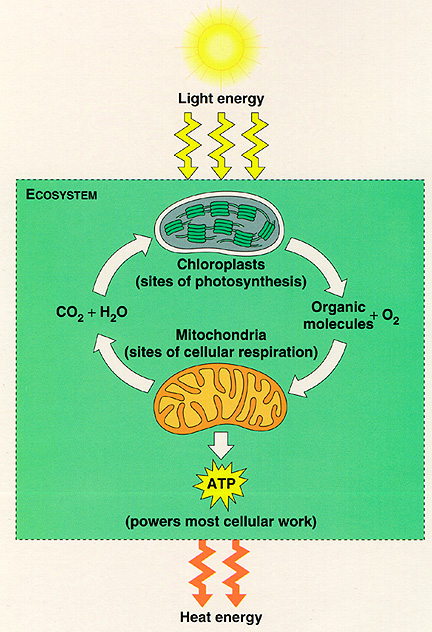 Light energy
ECOSYSTEM
Chloroplasts
(sites of photosynthesis)
CO₂ + H₂O
Organic
molecules + O₂
Mitochondria
(sites of cellular respiration)
ATP
(powers most cellular work)
Heat energy